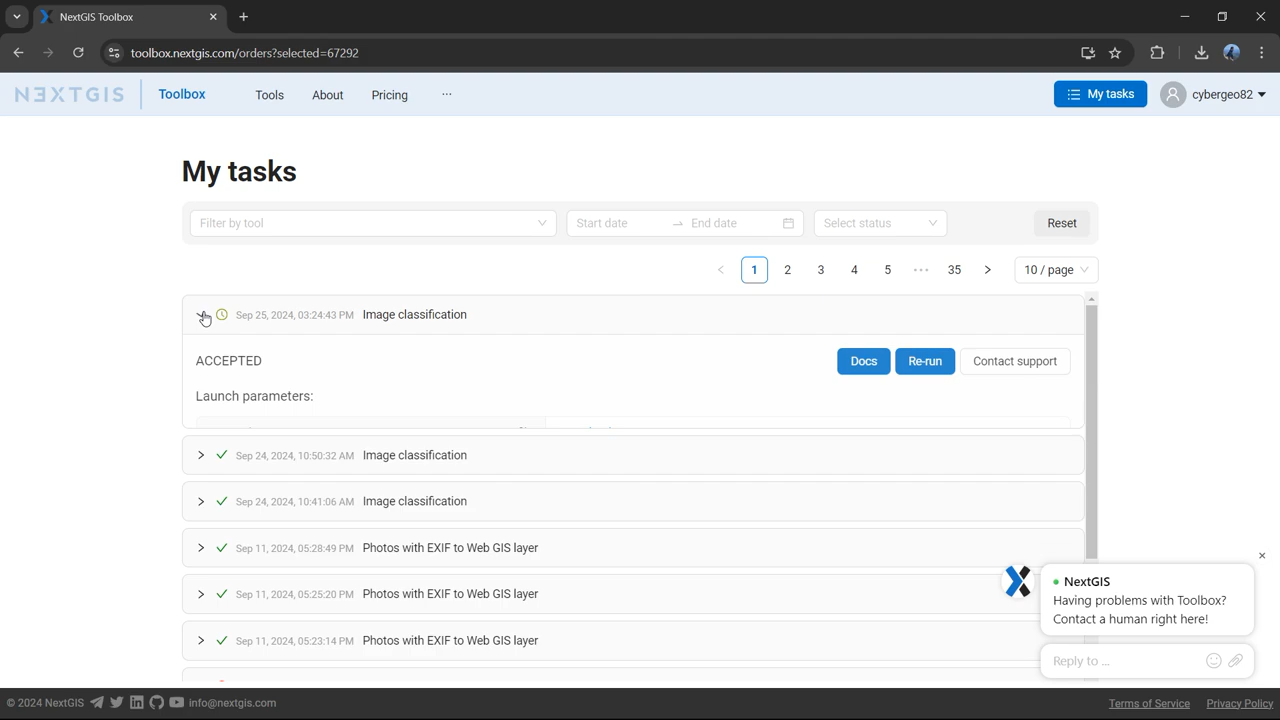 NextGIS Toolbox
toolbox.nextgis.com/orders?selected=67292
NEXTGIS Toolbox Tools About Pricing ··· My tasks cybergeo82
My tasks
Filter by tool Start date End date Select status Reset
1 2 3 4 5 ••• 35 10 / page
Sep 25, 2024, 03:24:43 PM Image classification
ACCEPTED Docs Re-run Contact support
Launch parameters:
Sep 24, 2024, 10:50:32 AM Image classification
Sep 24, 2024, 10:41:06 AM Image classification
Sep 11, 2024, 05:28:49 PM Photos with EXIF to Web GIS layer
Sep 11, 2024, 05:25:20 PM Photos with EXIF to Web GIS layer
Sep 11, 2024, 05:23:14 PM Photos with EXIF to Web GIS layer
NextGIS
Having problems with Toolbox?
Contact a human right here!
Reply to ...
© 2024 NextGIS info@nextgis.com Terms of Service Privacy Policy